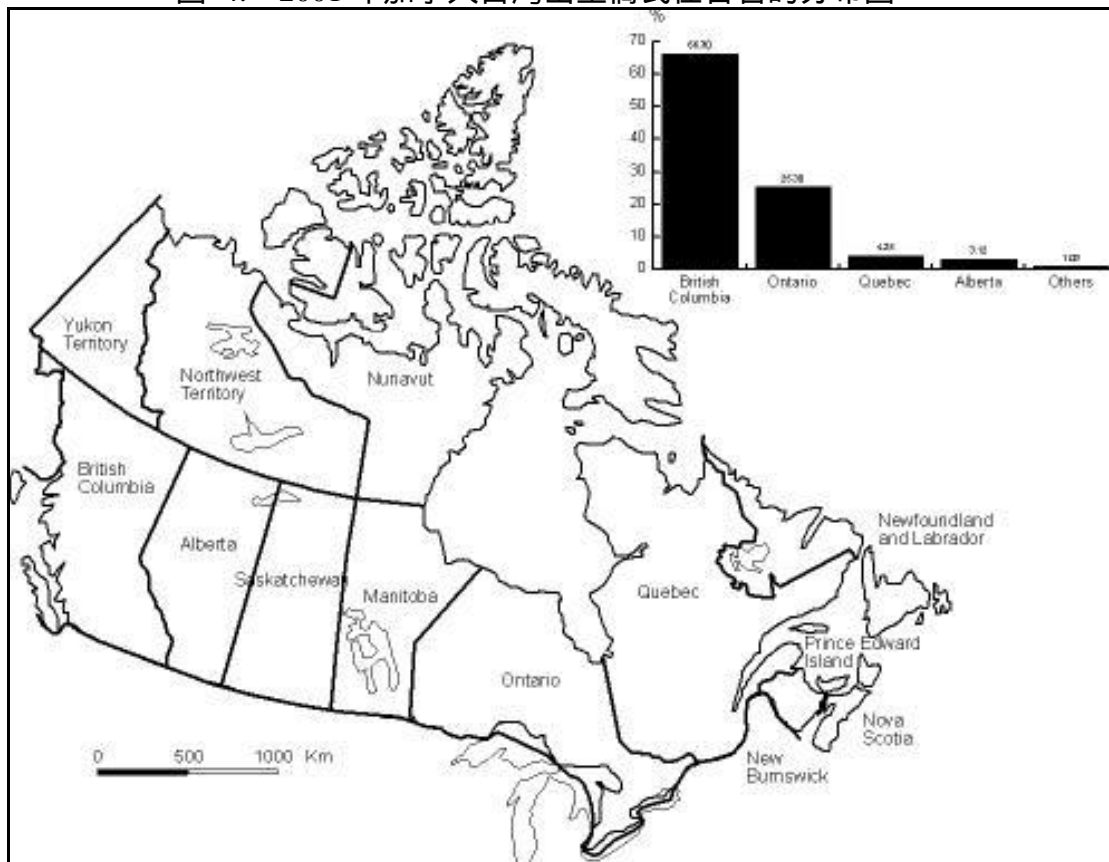 %
70
60
50
40
30
20
10
0
British
Columbia
Ontario
Quebec
Alberta
Others
Yukon
Territory
Northwest
Territory
Nunavut
British
Columbia
Alberta
Saskatchewan
Manitoba
Ontario
Quebec
Newfoundland
and Labrador
Prince Edward
Island
Nova
Scotia
New
Burnswick
0 500 1000 Km